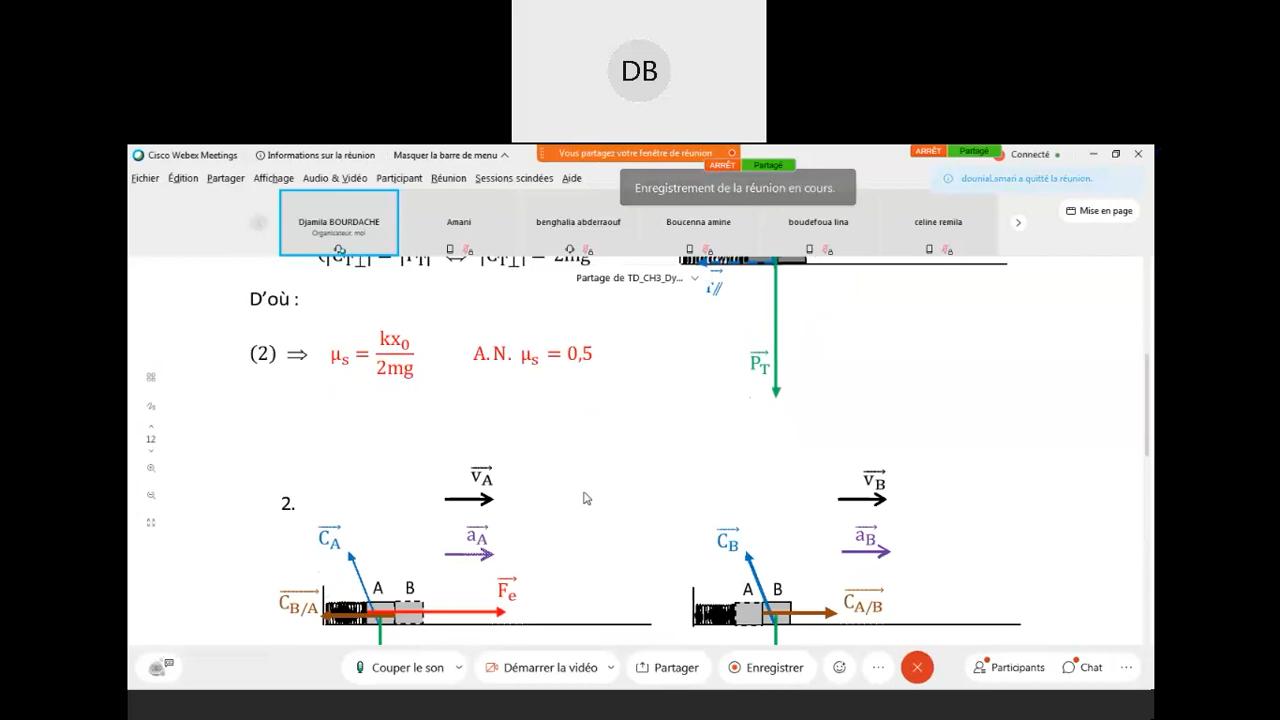 DB
Cisco Webex Meetings
Informations sur la réunion
Masquer la barre de menu
Vous partagez votre fenêtre de réunion
ARRÊT Partagé
ARRÊT Partagé
Connecté
Fichier Édition Partager Affichage Audio & Vidéo Participant Réunion Sessions scindées Aide
Enregistrement de la réunion en cours.
a quitté la réunion.
Mise en page
Djamila BOURDACHE
Organisateur: moi
Amani
benghalia abderraouf
Boucenna amine
boudefoua lina
celine remila
Partage de TD_CH3_Dy...
D'où :
(2) ⟹ μs = kx0/2mg A.N. μs = 0,5
PT
12
2.
vA
vB
CA
aA
CB
aB
A B
Fe
CB/A
A B
CA/B
Couper le son
Démarrer la vidéo
Partager
Enregistrer
Participants
Chat